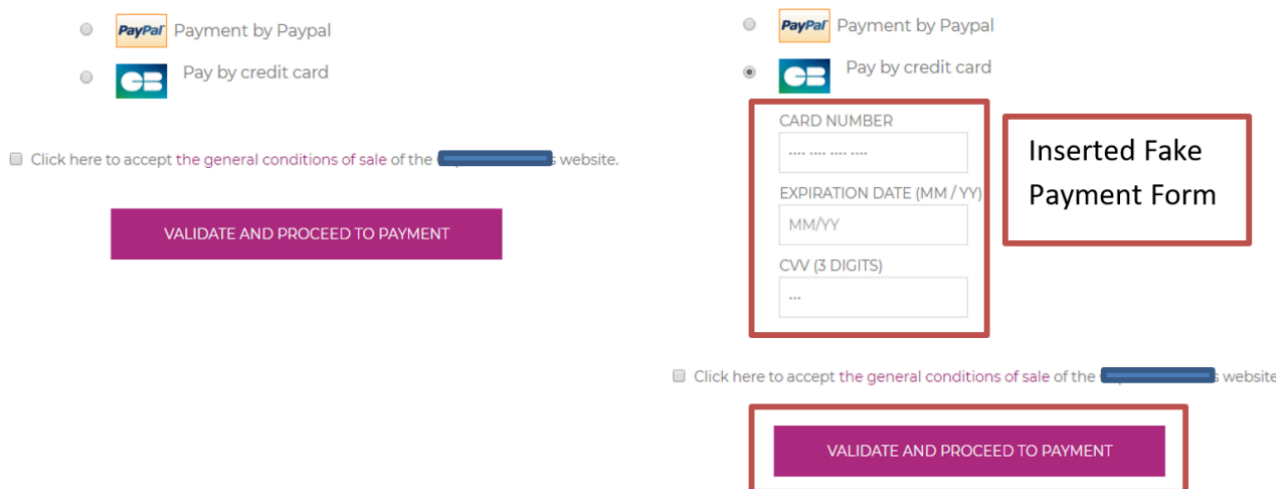 PayPal Payment by Paypal
CB Pay by credit card
Click here to accept the general conditions of sale of the s website.
VALIDATE AND PROCEED TO PAYMENT
PayPal Payment by Paypal
CB Pay by credit card
CARD NUMBER
---- ---- ---- ----
EXPIRATION DATE (MM / YY)
MM/YY
CVV (3 DIGITS)
---
Inserted Fake
Payment Form
Click here to accept the general conditions of sale of the s website
VALIDATE AND PROCEED TO PAYMENT